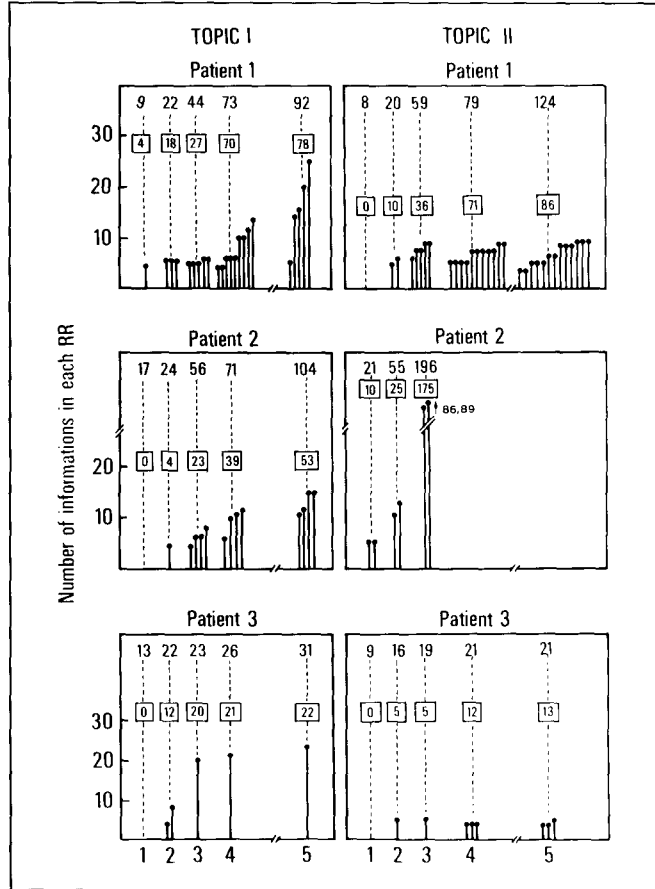 TOPIC I TOPIC II
Patient 1 Patient 1
9 22 44 73 92 8 20 59 79 124
30
4 18 27 70 78
20
0 10 36 71 86
10
Number of informations in each RR
Patient 2 Patient 2
17 24 56 71 104 21 55 196
10 25 175
86,89
20
0 4 23 39 53
10
Patient 3 Patient 3
13 22 23 26 31 9 16 19 21 21
30
0 12 20 21 22 0 5 5 12 13
20
10
1 2 3 4 5 1 2 3 4 5